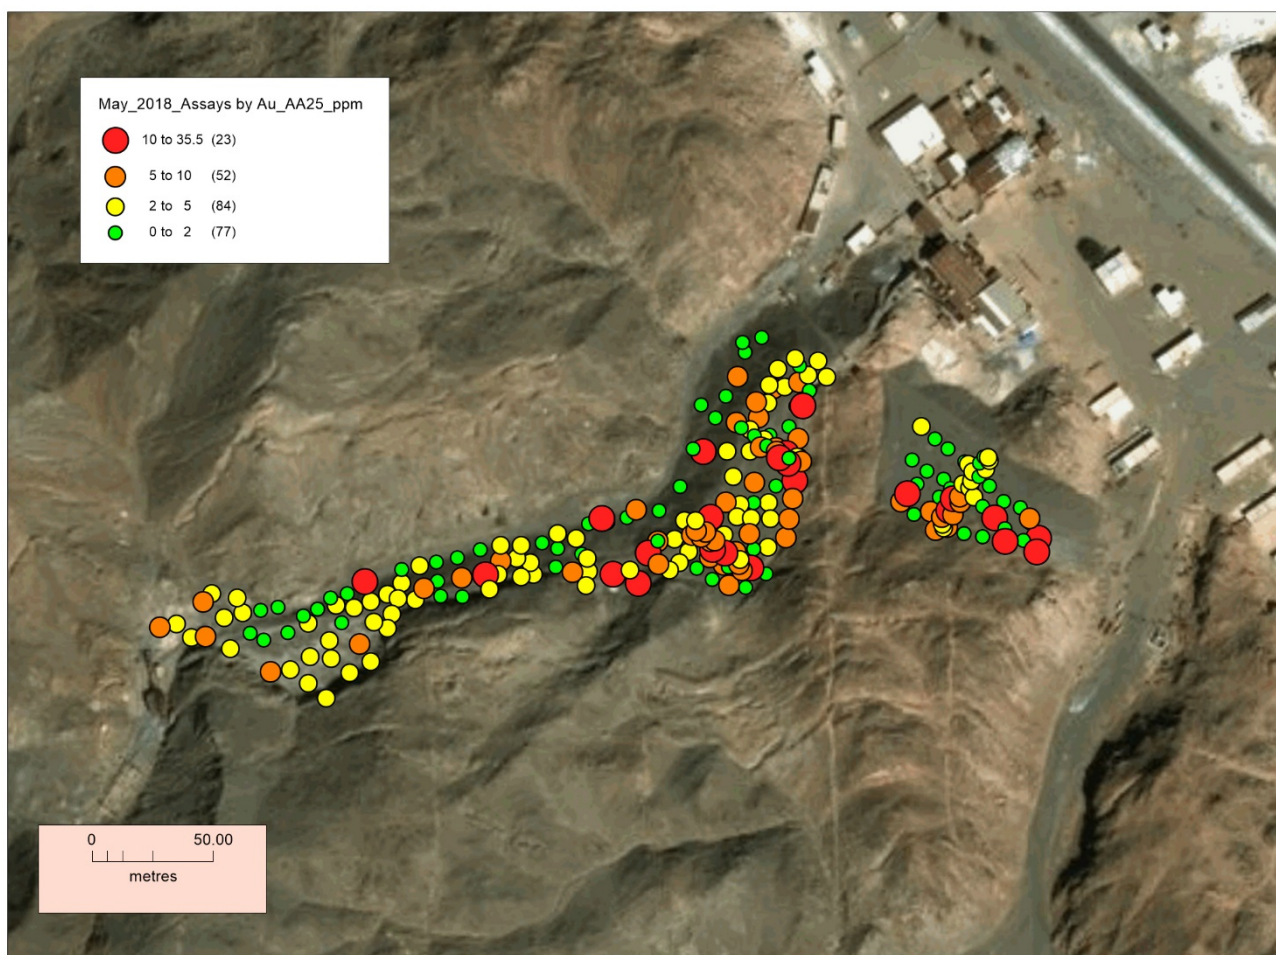 May_2018_Assays by Au_AA25_ppm
10 to 35.5 (23)
5 to 10 (52)
2 to 5 (84)
0 to 2 (77)
0 50.00
metres